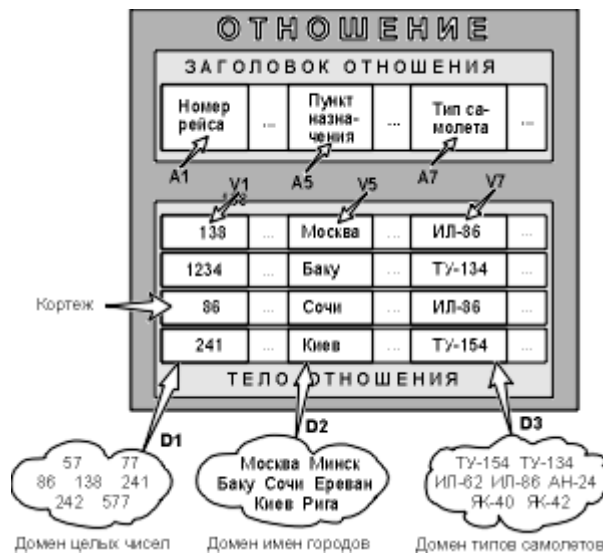 ОТНОШЕНИЕ
ЗАГОЛОВОК ОТНОШЕНИЯ
Номер рейса ... Пункт назна-чения ... Тип са-молета ...
A1 A5 A7
V1 V5 V7
138 ... Москва ... ИЛ-86 ...
1234 ... Баку ... ТУ-134 ...
Кортеж 86 ... Сочи ... ИЛ-86 ...
241 ... Киев ... ТУ-154 ...
ТЕЛО ОТНОШЕНИЯ
D1 D2 D3
57 77
86 138 241
242 577
Москва Минск
Баку Сочи Ереван
Киев Рига
ТУ-154 ТУ-134
ИЛ-62 ИЛ-86 АН-24
ЯК-40 ЯК-42
Домен целых чисел Домен имен городов Домен типов самолетов